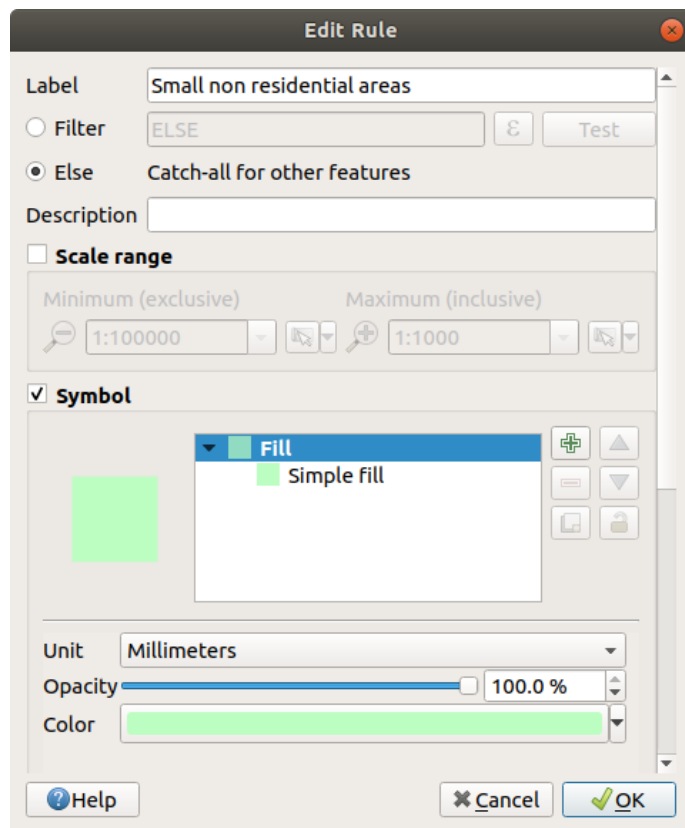 Edit Rule
Label Small non residential areas
Filter ELSE ε Test
Else Catch-all for other features
Description
Scale range
Minimum (exclusive) Maximum (inclusive)
1:100000 1:1000
Symbol
Fill
Simple fill
Unit Millimeters
Opacity 100.0 %
Color
Help Cancel OK